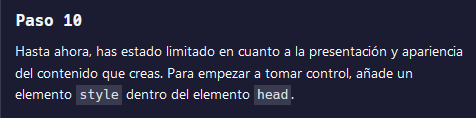 Paso 10
Hasta ahora, has estado limitado en cuanto a la presentación y apariencia
del contenido que creas. Para empezar a tomar control, añade un
elemento style dentro del elemento head.